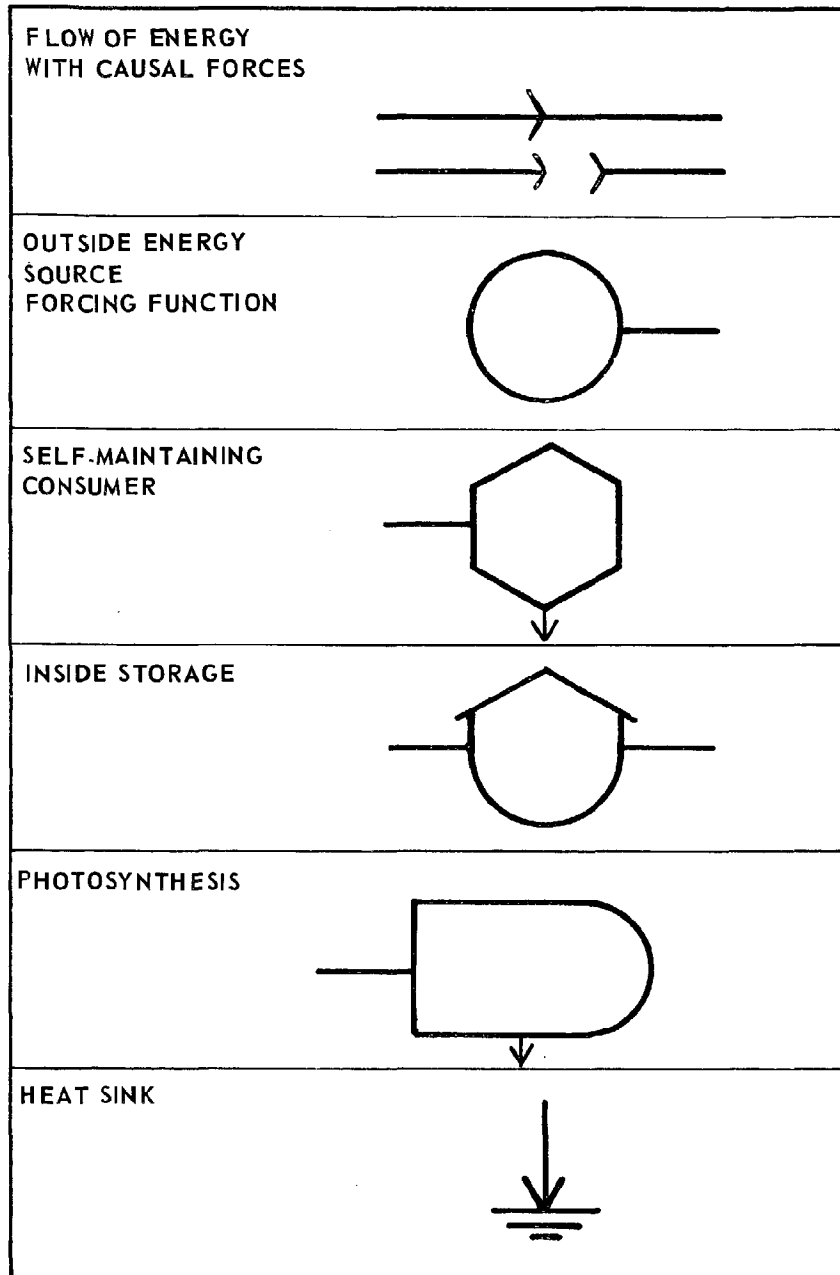 FLOW OF ENERGY
WITH CAUSAL FORCES
OUTSIDE ENERGY
SOURCE
FORCING FUNCTION
SELF-MAINTAINING
CONSUMER
INSIDE STORAGE
PHOTOSYNTHESIS
HEAT SINK